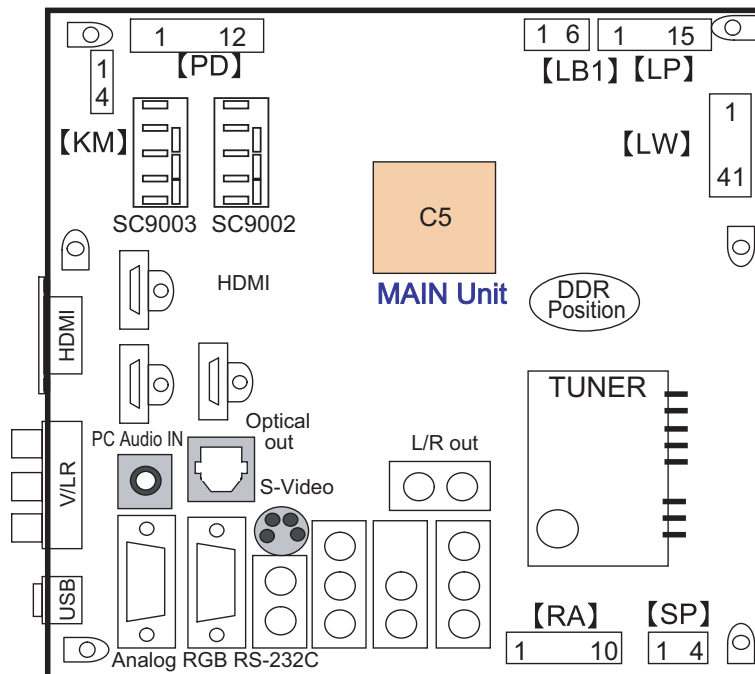 1 12
【PD】
1 6
【LB1】
1 15
【LP】
1
4
【KM】
1
41
【LW】
SC9003 SC9002
C5
MAIN Unit
HDMI
DDR
Position
HDMI
TUNER
PC Audio IN
Optical
out
L/R out
S-Video
V/LR
USB
【RA】
1 10
【SP】
1 4
Analog RGB RS-232C